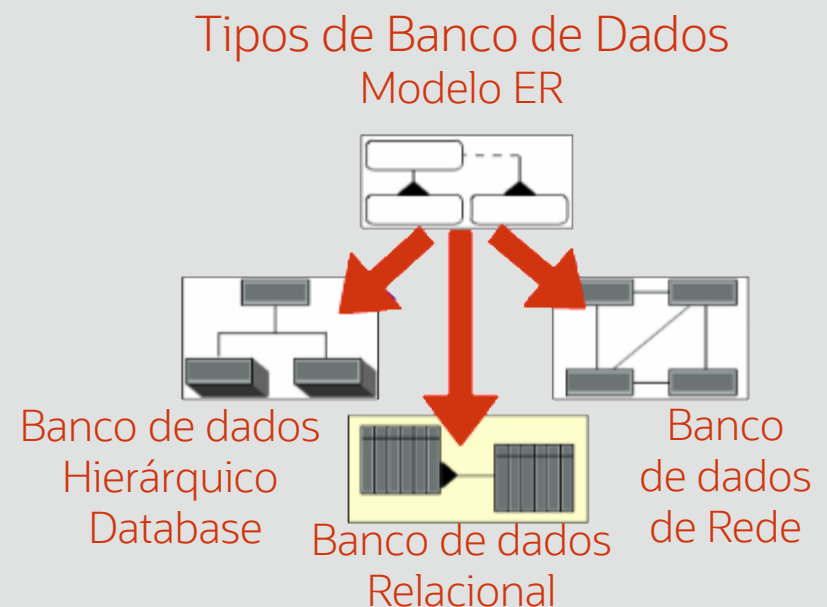 Tipos de Banco de Dados
Modelo ER
Banco de dados
Hierárquico
Database
Banco de dados
Relacional
Banco
de dados
de Rede